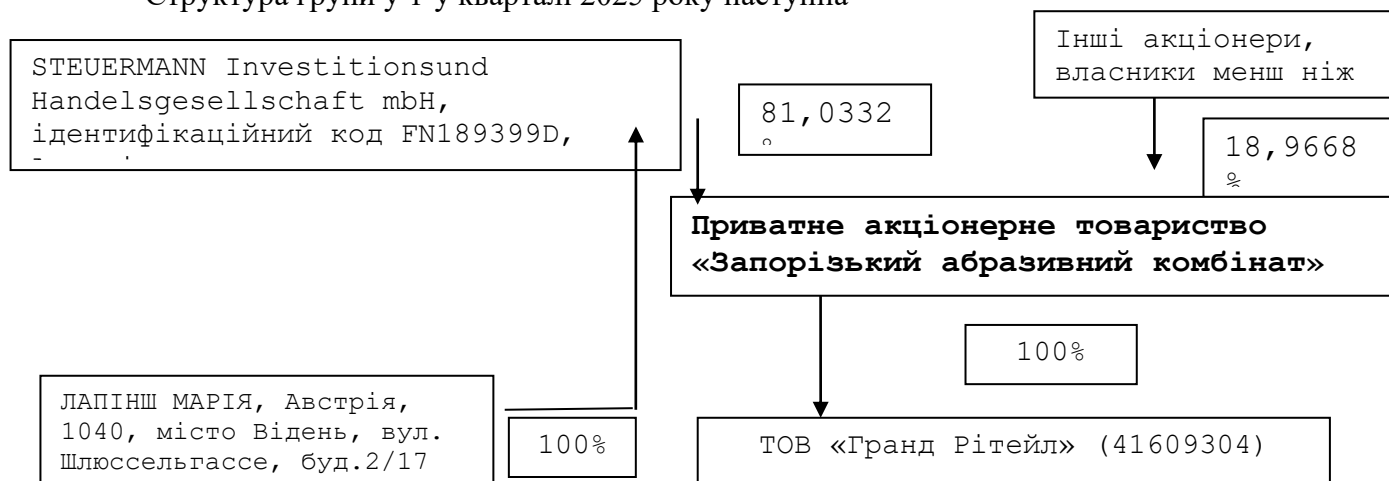 STEUERMANN Investitionsund
Handelsgesellschaft mbH,
ідентифікаційний код FN189399D,
81,0332
%
Інші акціонери,
власники менш ніж
18,9668
%
Приватне акціонерне товариство
«Запорізький абразивний комбінат»
100%
ЛАПІНШ МАРІЯ, Австрія,
1040, місто Відень, вул.
Шлюссельгассе, буд.2/17
100%
ТОВ «Гранд Рітейл» (41609304)